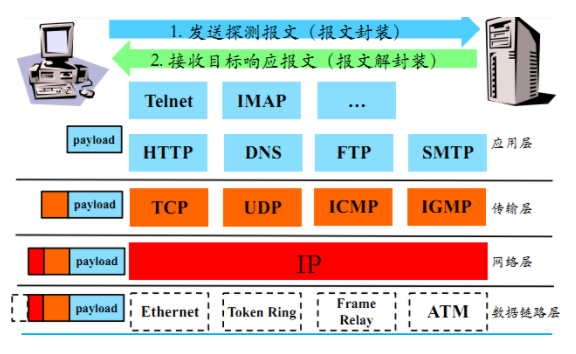 1. 发送探测报文（报文封装）
2. 接收目标响应报文（报文解封装）
Telnet IMAP ...
payload
HTTP DNS FTP SMTP 应用层
payload TCP UDP ICMP IGMP 传输层
payload IP 网络层
payload Ethernet Token Ring Frame Relay ATM 数据链路层